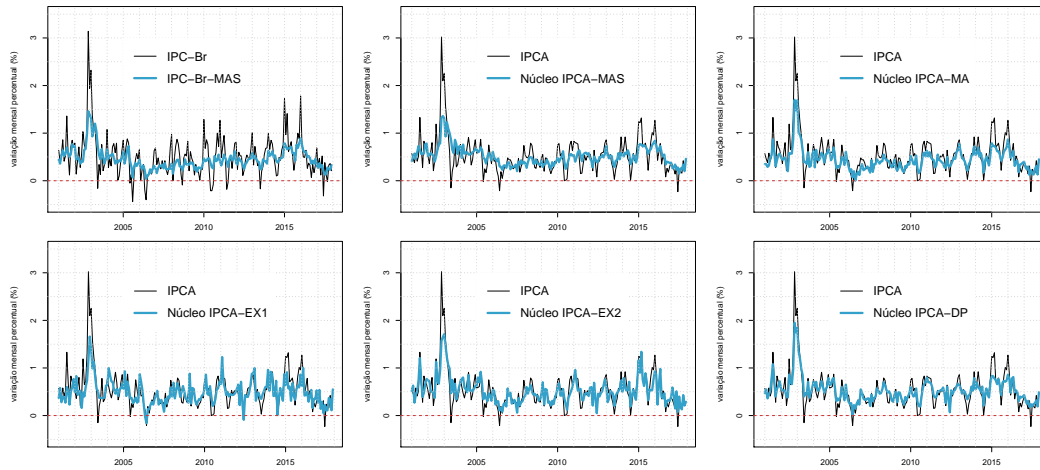 variação mensal percentual (%)
3
2
1
0
IPC-Br
IPC-Br-MAS
2005
2010
2015
variação mensal percentual (%)
3
2
1
0
IPCA
Núcleo IPCA-MAS
2005
2010
2015
variação mensal percentual (%)
3
2
1
0
IPCA
Núcleo IPCA-MA
2005
2010
2015
variação mensal percentual (%)
3
2
1
0
IPCA
Núcleo IPCA-EX1
2005
2010
2015
variação mensal percentual (%)
3
2
1
0
IPCA
Núcleo IPCA-EX2
2005
2010
2015
variação mensal percentual (%)
3
2
1
0
IPCA
Núcleo IPCA-DP
2005
2010
2015